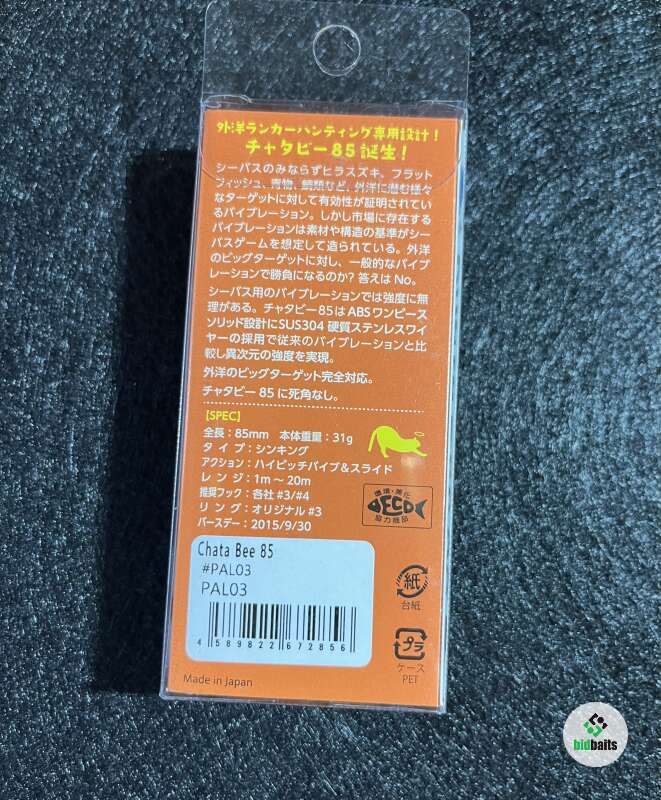 外洋ランカーハンティング専用設計！
チャタビー85誕生！
シーバスのみならずヒラスズキ、フラット
フィッシュ、青物、鯛類など、外洋に潜む様々
なターゲットに対して有効性が証明されてい
るバイブレーション。しかし市場に存在する
バイブレーションは素材や構造の基準がシー
バスゲームを想定して造られている。外洋
のビッグターゲットに対し、一般的なバイブ
レーションで勝負になるのか？答えは No。
シーバス用のバイブレーションでは強度に無
理がある。チャタビー85はABSワンピース
ソリッド設計にSUS304 硬質ステンレスワイ
ヤーの採用で従来のバイブレーションと比
較し異次元の強度を実現。
外洋のビッグターゲット完全対応。
チャタビー 85 に死角なし。
【SPEC】
全長：85mm 本体重量：31g
タイプ：シンキング
アクション：ハイピッチバイブ＆スライド
レンジ：1m〜20m
推奨フック：各社 #3/#4
リング：オリジナル #3
バースデー：2015/9/30
環境・美化
DECO
協力商品
Chata Bee 85
#PAL03
PAL03
4 589822 672856
紙
台紙
プラ
ケース
PET
Made in Japan
bidbaits